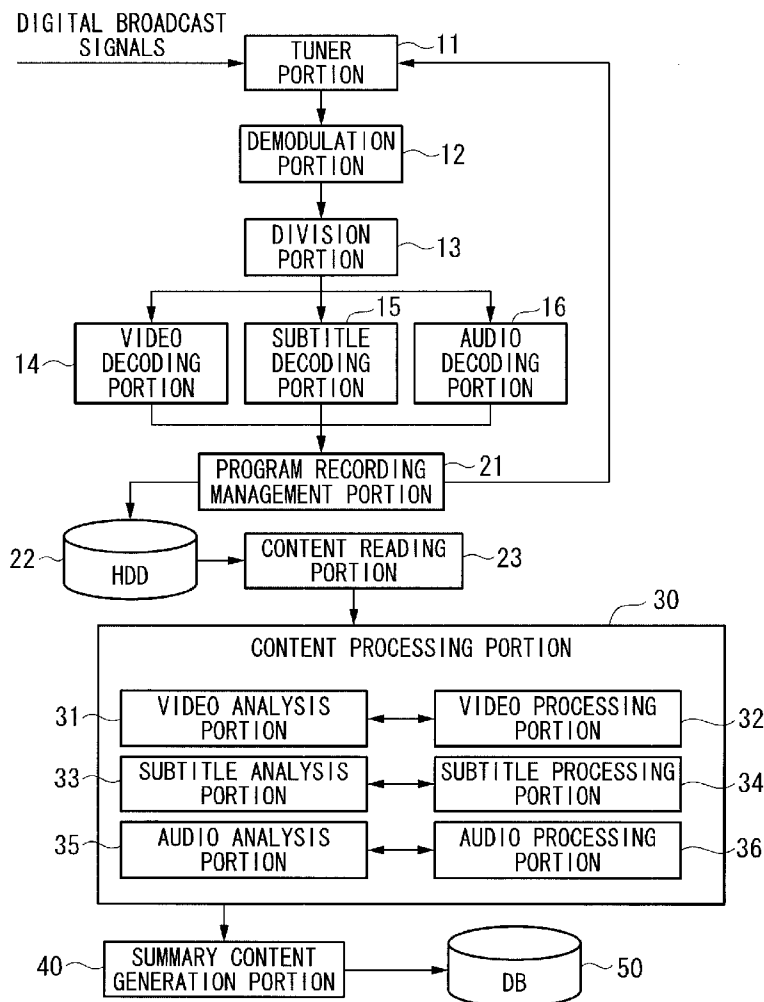 DIGITAL BROADCAST
SIGNALS
TUNER
PORTION
11
DEMODULATION
PORTION
12
DIVISION
PORTION
13
14
VIDEO
DECODING
PORTION
15
SUBTITLE
DECODING
PORTION
16
AUDIO
DECODING
PORTION
PROGRAM RECORDING
MANAGEMENT PORTION
21
22
HDD
CONTENT READING
PORTION
23
30
CONTENT PROCESSING PORTION
31
VIDEO ANALYSIS
PORTION
VIDEO PROCESSING
PORTION
32
33
SUBTITLE ANALYSIS
PORTION
SUBTITLE PROCESSING
PORTION
34
35
AUDIO ANALYSIS
PORTION
AUDIO PROCESSING
PORTION
36
40
SUMMARY CONTENT
GENERATION PORTION
DB
50